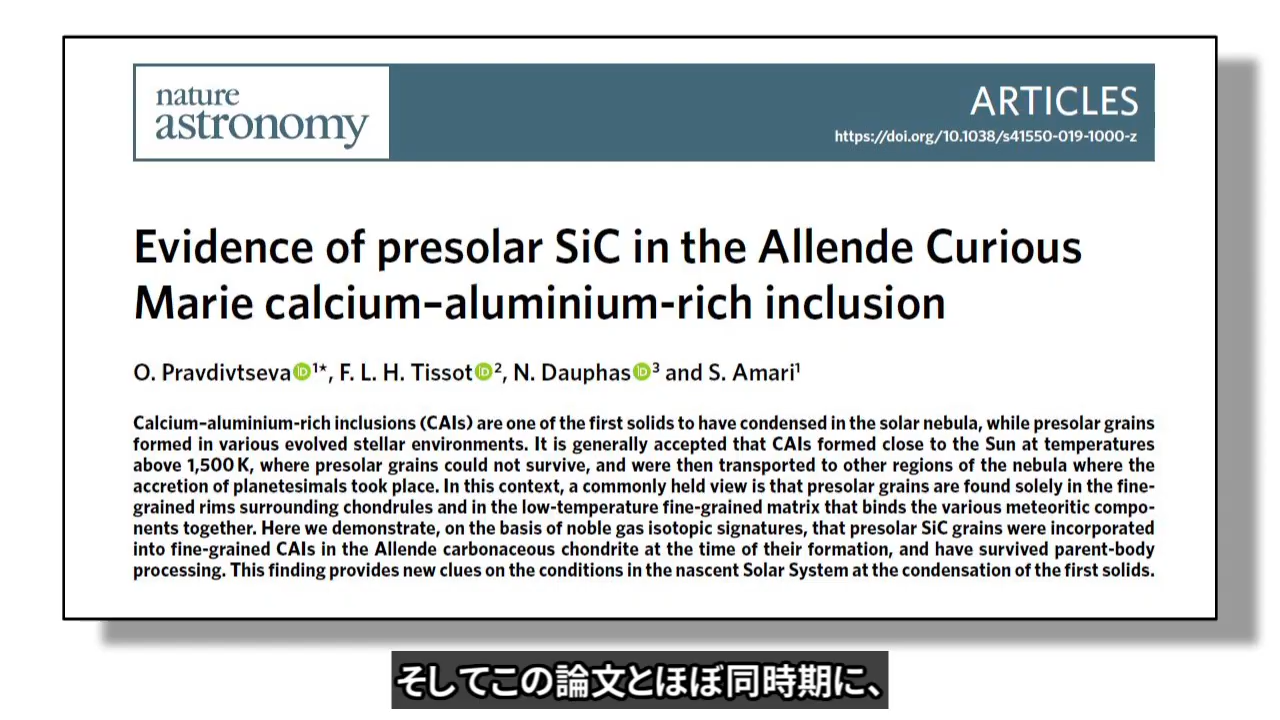 nature
astronomy
ARTICLES
https://doi.org/10.1038/s41550-019-1000-z
Evidence of presolar SiC in the Allende Curious
Marie calcium–aluminium-rich inclusion
O. Pravdivtseva iD 1*, F. L. H. Tissot iD 2, N. Dauphas iD 3 and S. Amari1
Calcium–aluminium-rich inclusions (CAIs) are one of the first solids to have condensed in the solar nebula, while presolar grains
formed in various evolved stellar environments. It is generally accepted that CAIs formed close to the Sun at temperatures
above 1,500 K, where presolar grains could not survive, and were then transported to other regions of the nebula where the
accretion of planetesimals took place. In this context, a commonly held view is that presolar grains are found solely in the fine-
grained rims surrounding chondrules and in the low-temperature fine-grained matrix that binds the various meteoritic compo-
nents together. Here we demonstrate, on the basis of noble gas isotopic signatures, that presolar SiC grains were incorporated
into fine-grained CAIs in the Allende carbonaceous chondrite at the time of their formation, and have survived parent-body
processing. This finding provides new clues on the conditions in the nascent Solar System at the condensation of the first solids.
そしてこの論文とほぼ同時期に、